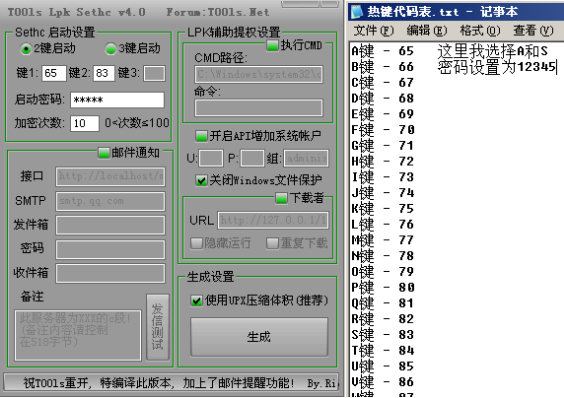 T00ls Lpk Sethc v4.0 Forum:T00ls.Net
Sethc 启动设置
2键启动 3键启动
键1: 65 键2: 83 键3:
启动密码: *****
加密次数: 10 0<次数≤100
邮件通知
接口 http://localhost/
SMTP smtp.qq.com
发件箱
密码
收件箱
备注
此服务器为XXX的c段!
(备注内容请控制
在518字节)
发信测试
LPK辅助提权设置
执行CMD
CMD路径:
C:\Windows\system32\
命令:
开启API增加系统帐户
U: P: 组: adminis
关闭Windows文件保护
下载者
URL http://127.0.0.1/
隐藏运行 重复下载
生成设置
使用UPX压缩体积(推荐)
生成
祝T00ls重开, 特编译此版本, 加上了邮件提醒功能! By.Ri
热键代码表.txt - 记事本
文件(F) 编辑(E) 格式(O) 查看(V)
A键 - 65 这里我选择A和S
B键 - 66 密码设置为12345
C键 - 67
D键 - 68
E键 - 69
F键 - 70
G键 - 71
H键 - 72
I键 - 73
J键 - 74
K键 - 75
L键 - 76
M键 - 77
N键 - 78
O键 - 79
P键 - 80
Q键 - 81
R键 - 82
S键 - 83
T键 - 84
U键 - 85
V键 - 86
W键 - 87